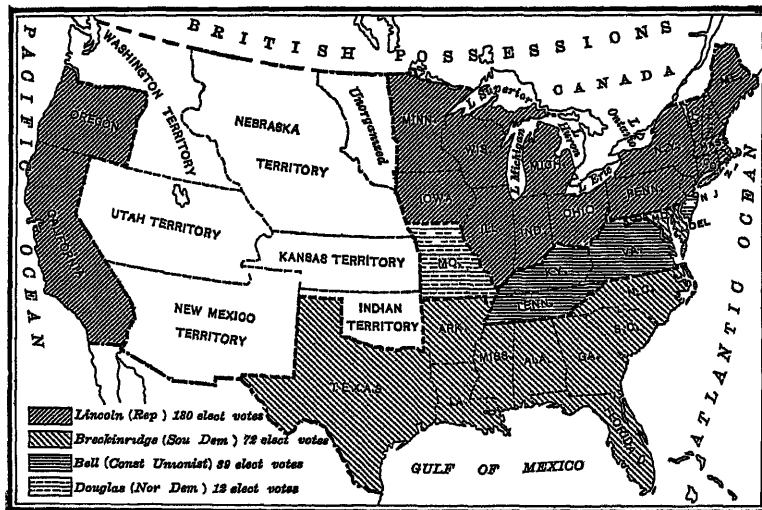 BRITISH POSSESSIONS
CANADA
PACIFIC OCEAN
ATLANTIC OCEAN
GULF OF MEXICO
WASHINGTON TERRITORY
OREGON
CALIFORNIA
NEBRASKA
TERRITORY
Unorganized
UTAH TERRITORY
KANSAS TERRITORY
NEW MEXICO
TERRITORY
INDIAN
TERRITORY
L Superior
L Michigan
L Huron
L Ontario
L Erie
MINN.
WIS.
MICH.
IOWA
ILL.
IND.
OHIO
PENN.
N.Y.
ME.
N J
DEL
MD.
VA.
KY.
TENN.
MO.
ARK.
N.C.
S.C.
GA.
ALA.
MISS.
LA.
TEXAS
FLORIDA
Lincoln (Rep) 180 elect votes
Breckinridge (Sou Dem) 72 elect votes
Bell (Const Unionist) 39 elect votes
Douglas (Nor Dem) 12 elect votes